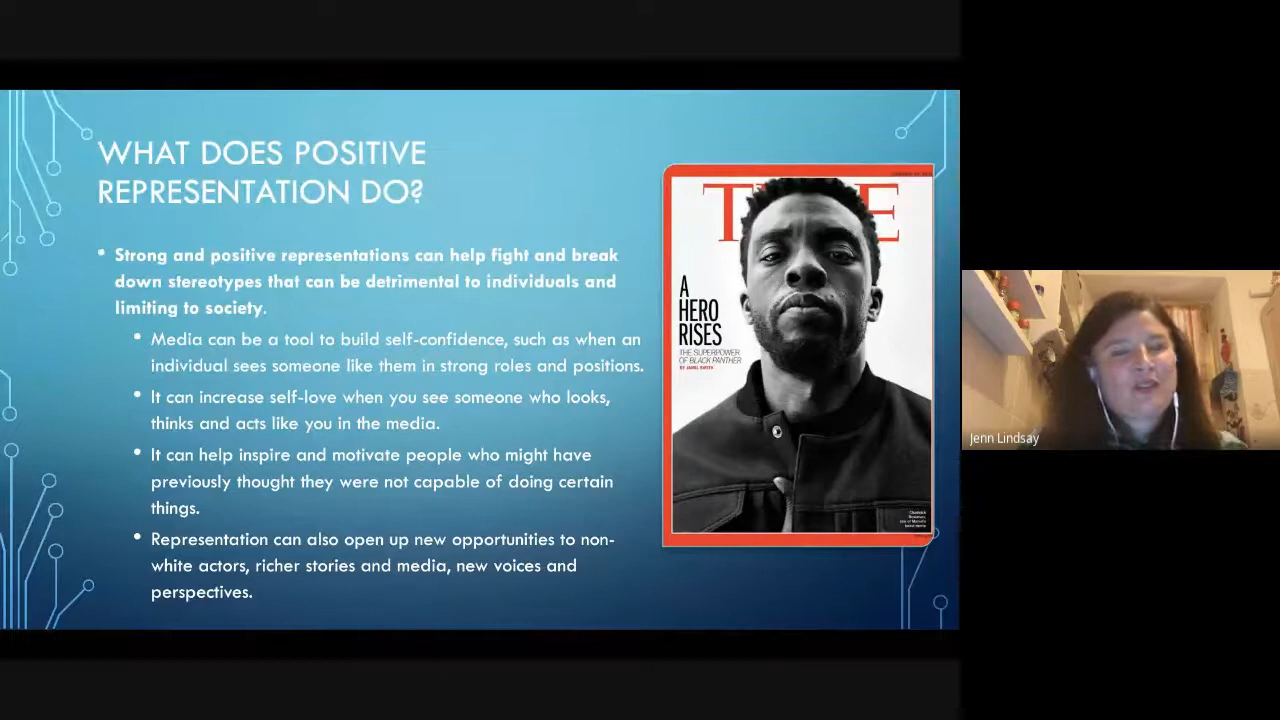 WHAT DOES POSITIVE
REPRESENTATION DO?
• Strong and positive representations can help fight and break
down stereotypes that can be detrimental to individuals and
limiting to society.
• Media can be a tool to build self-confidence, such as when an
individual sees someone like them in strong roles and positions.
• It can increase self-love when you see someone who looks,
thinks and acts like you in the media.
• It can help inspire and motivate people who might have
previously thought they were not capable of doing certain
things.
• Representation can also open up new opportunities to non-
white actors, richer stories and media, new voices and
perspectives.
TIME
A
HERO
RISES
THE SUPERPOWER
OF BLACK PANTHER
BY JAMIL SMITH
Jenn Lindsay